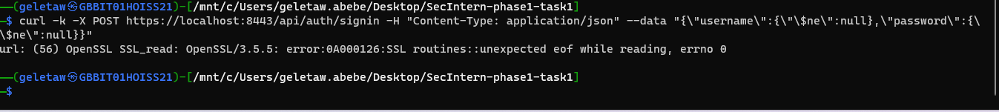 ──(geletaw㉿GBBIT01HOISS21)-[/mnt/c/Users/geletaw.abebe/Desktop/SecIntern-phase1-task1]
─$ curl -k -X POST https://localhost:8443/api/auth/signin -H "Content-Type: application/json" --data "{\"username\":{\"\$ne\":null},\"password\":{\
\$ne\":null}}"
url: (56) OpenSSL SSL_read: OpenSSL/3.5.5: error:0A000126:SSL routines::unexpected eof while reading, errno 0
──(geletaw㉿GBBIT01HOISS21)-[/mnt/c/Users/geletaw.abebe/Desktop/SecIntern-phase1-task1]
─$